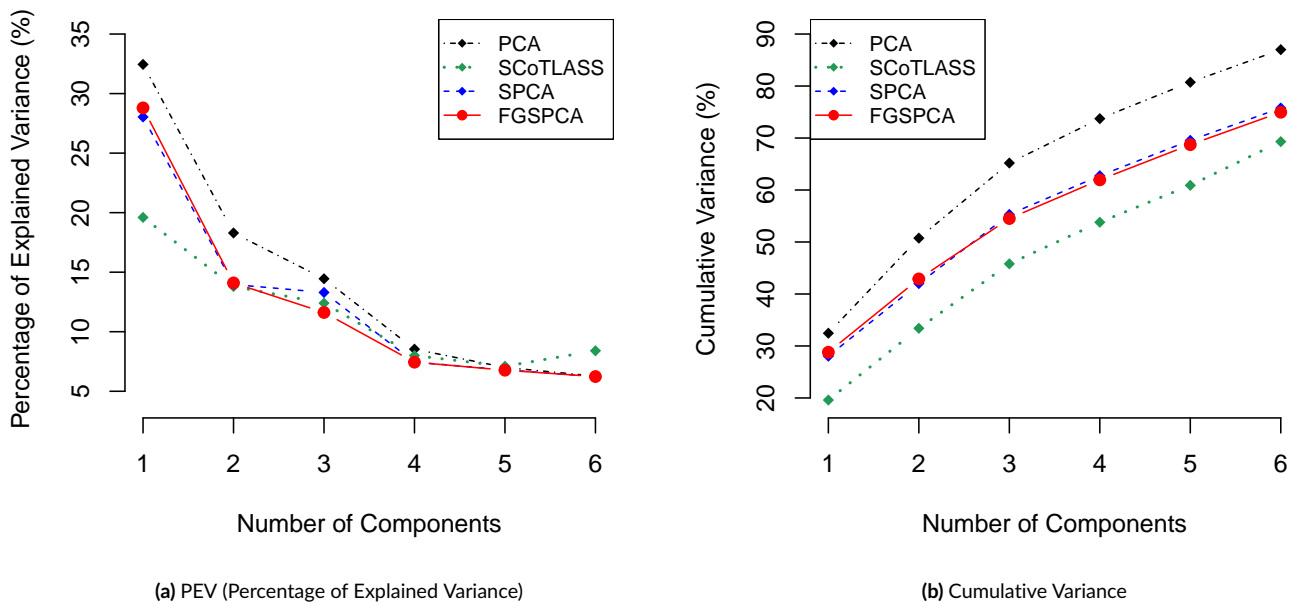 Percentage of Explained Variance (%)
35
30
25
20
15
10
5
PCA
SCoTLASS
SPCA
FGSPCA
1 2 3 4 5 6
Number of Components
(a) PEV (Percentage of Explained Variance)
Cumulative Variance (%)
90
80
70
60
50
40
30
20
PCA
SCoTLASS
SPCA
FGSPCA
1 2 3 4 5 6
Number of Components
(b) Cumulative Variance